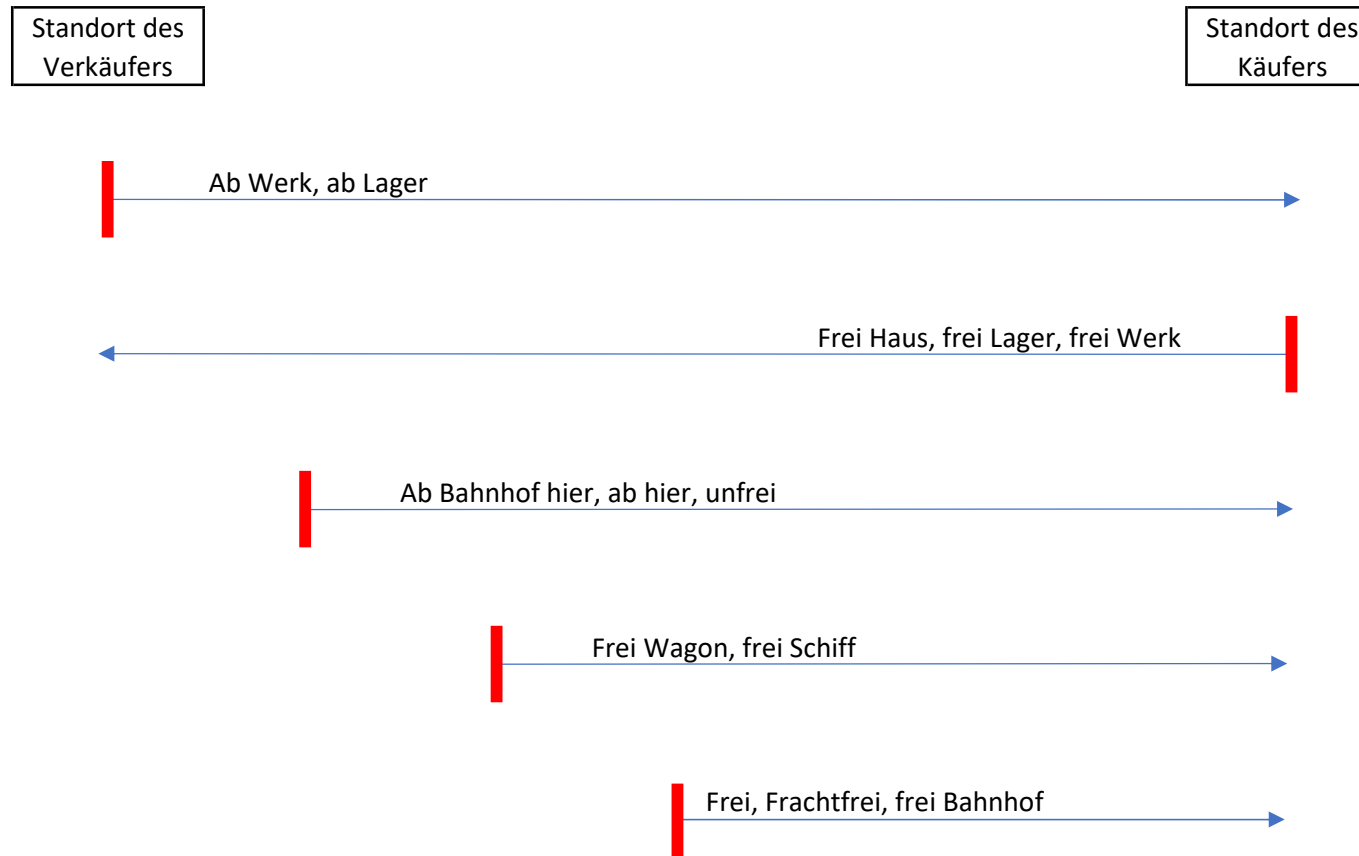 Standort des
Verkäufers
Standort des
Käufers
Ab Werk, ab Lager
Frei Haus, frei Lager, frei Werk
Ab Bahnhof hier, ab hier, unfrei
Frei Wagon, frei Schiff
Frei, Frachtfrei, frei Bahnhof